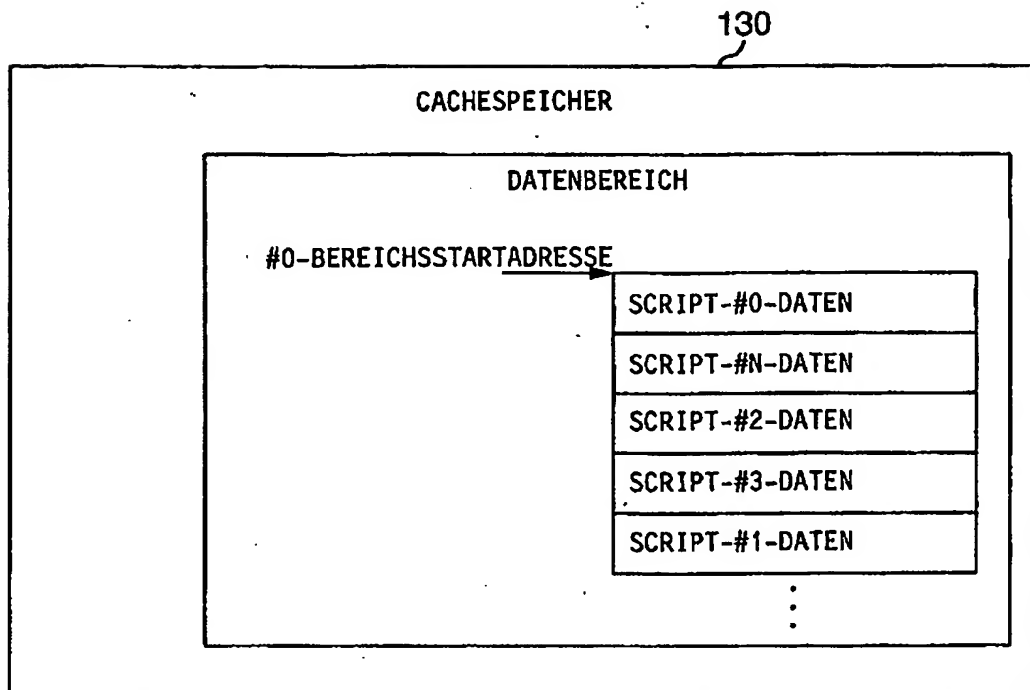 130
CACHESPEICHER
DATENBEREICH
#0-BEREICHSSTARTADRESSE
SCRIPT-#0-DATEN
SCRIPT-#N-DATEN
SCRIPT-#2-DATEN
SCRIPT-#3-DATEN
SCRIPT-#1-DATEN